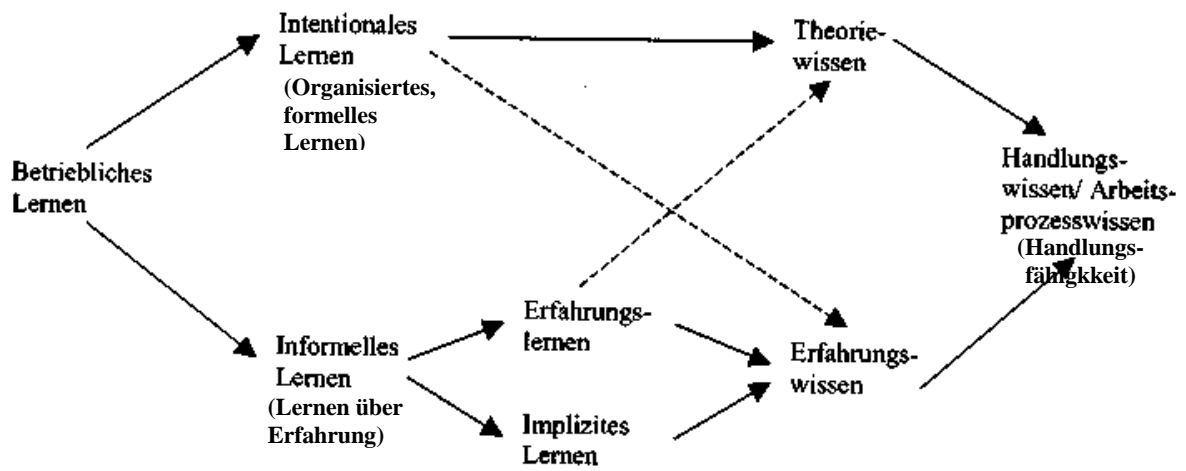 Intentionales
Lernen
(Organisiertes,
formelles
Lernen)
Theorie-
wissen
Betriebliches
Lernen
Handlungs-
wissen/ Arbeits-
prozesswissen
(Handlungs-
fähigkkeit)
Informelles
Lernen
(Lernen über
Erfahrung)
Erfahrungs-
lernen
Implizites
Lernen
Erfahrungs-
wissen